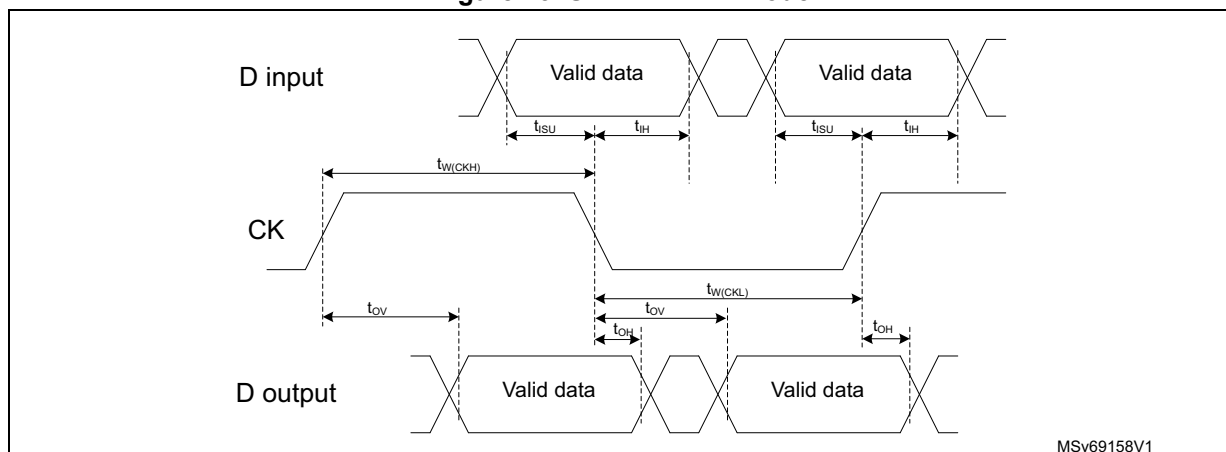 D input
Valid data
Valid data
tISU
tIH
tISU
tIH
tW(CKH)
CK
tW(CKL)
tOV
tOV
tOH
tOH
D output
Valid data
Valid data
MSv69158V1